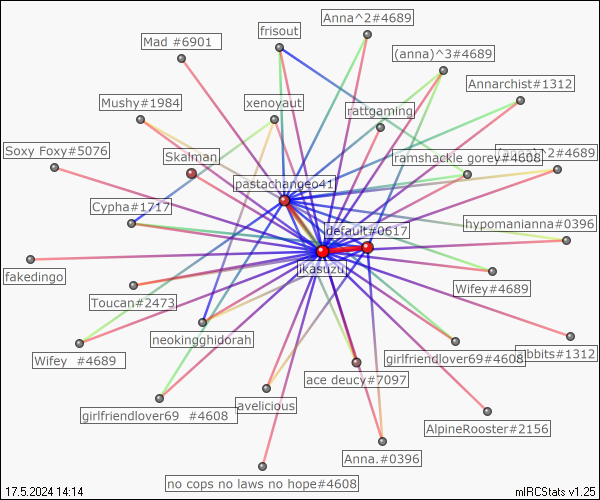 Anna^2#4689
frisout
Mad #6901
(anna)^3#4689
Annarchist#1312
Mushy#1984
xenoyaut
rattgaming
Soxy Foxy#5076
Skalman
ramshackle gorey#4608
^2#4689
pastachangeo41
Cypha#1717
default#0617
hypomanianna#0396
ikasuzu
fakedingo
Toucan#2473
Wifey#4689
neokingghidorah
Wifey #4689
girlfriendlover69#4608
bbits#1312
ace deucy#7097
girlfriendlover69 #4608
avelicious
AlpineRooster#2156
Anna.#0396
no cops no laws no hope#4608
17.5.2024 14:14
mIRCStats v1.25